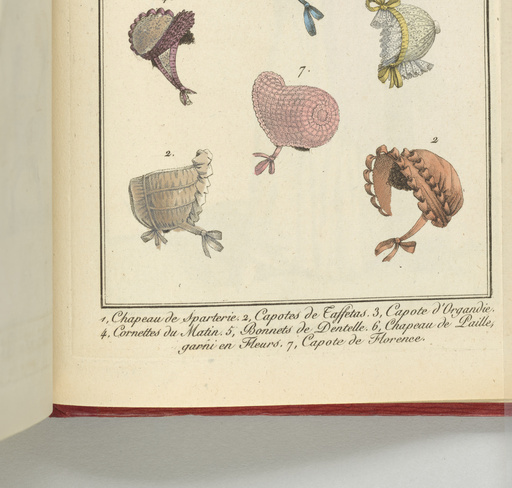 7.
2.
2
1, Chapeau de Sparterie. 2, Capotes de Taffetas. 3, Capote d'Organdie.
4, Cornettes du Matin. 5, Bonnets de Dentelle. 6, Chapeau de Paille,
garni en Fleurs. 7, Capote de Florence.